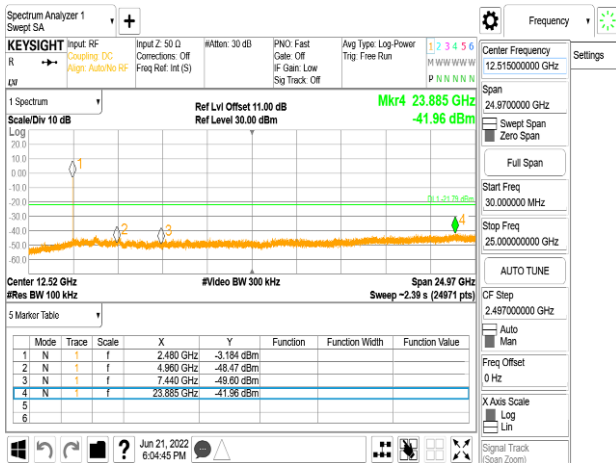 Spectrum Analyzer 1
Swept SA
+
Frequency
Settings
KEYSIGHT
R
Input: RF
Coupling: DC
Align: Auto/No RF
Input Z: 50 Ω
Corrections: Off
Freq Ref: Int (S)
#Atten: 30 dB
PNO: Fast
Gate: Off
IF Gain: Low
Sig Track: Off
Avg Type: Log-Power
Trig: Free Run
1 2 3 4 5 6
M W W W W W
P N N N N N
1 Spectrum
Scale/Div 10 dB
Ref Lvl Offset 11.00 dB
Ref Level 30.00 dBm
Mkr4 23.885 GHz
-41.96 dBm
Log
20.0
10.0
0.00
-10.0
-20.0
-30.0
-40.0
-50.0
-60.0
1
2
3
4
DL1 -21.79 dBm
Center 12.52 GHz
#Res BW 100 kHz
#Video BW 300 kHz
Span 24.97 GHz
Sweep ~2.39 s (24971 pts)
5 Marker Table
Mode Trace Scale X Y Function Function Width Function Value
1 N 1 f 2.480 GHz -3.184 dBm
2 N 1 f 4.960 GHz -48.47 dBm
3 N 1 f 7.440 GHz -49.60 dBm
4 N 1 f 23.885 GHz -41.96 dBm
5
6
?
Jun 21, 2022
6:04:45 PM
Center Frequency
12.515000000 GHz
Span
24.9700000 GHz
Swept Span
Zero Span
Full Span
Start Freq
30.000000 MHz
Stop Freq
25.000000000 GHz
AUTO TUNE
CF Step
2.497000000 GHz
Auto
Man
Freq Offset
0 Hz
X Axis Scale
Log
Lin
Signal Track
(Span Zoom)